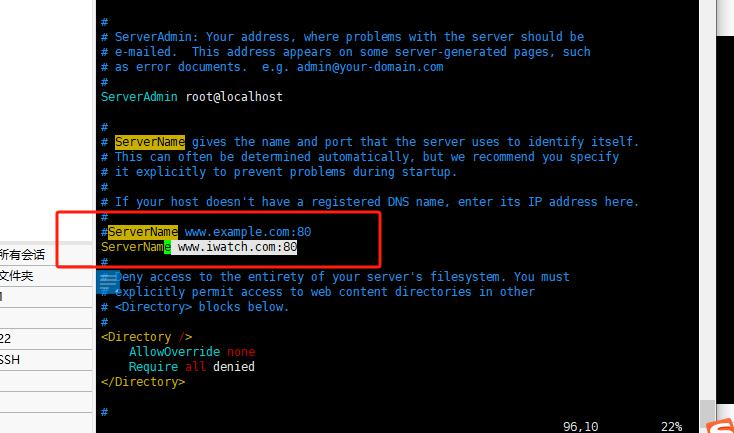 #
# ServerAdmin: Your address, where problems with the server should be
# e-mailed.  This address appears on some server-generated pages, such
# as error documents.  e.g. admin@your-domain.com
#
ServerAdmin root@localhost
#
# ServerName gives the name and port that the server uses to identify itself.
# This can often be determined automatically, but we recommend you specify
# it explicitly to prevent problems during startup.
#
# If your host doesn't have a registered DNS name, enter its IP address here.
#
#ServerName www.example.com:80
ServerName www.iwatch.com:80
#
# Deny access to the entirety of your server's filesystem. You must
# explicitly permit access to web content directories in other
# <Directory> blocks below.
#
<Directory />
    AllowOverride none
    Require all denied
</Directory>
#
96,10 22%
所有会话
文件夹
22
SSH